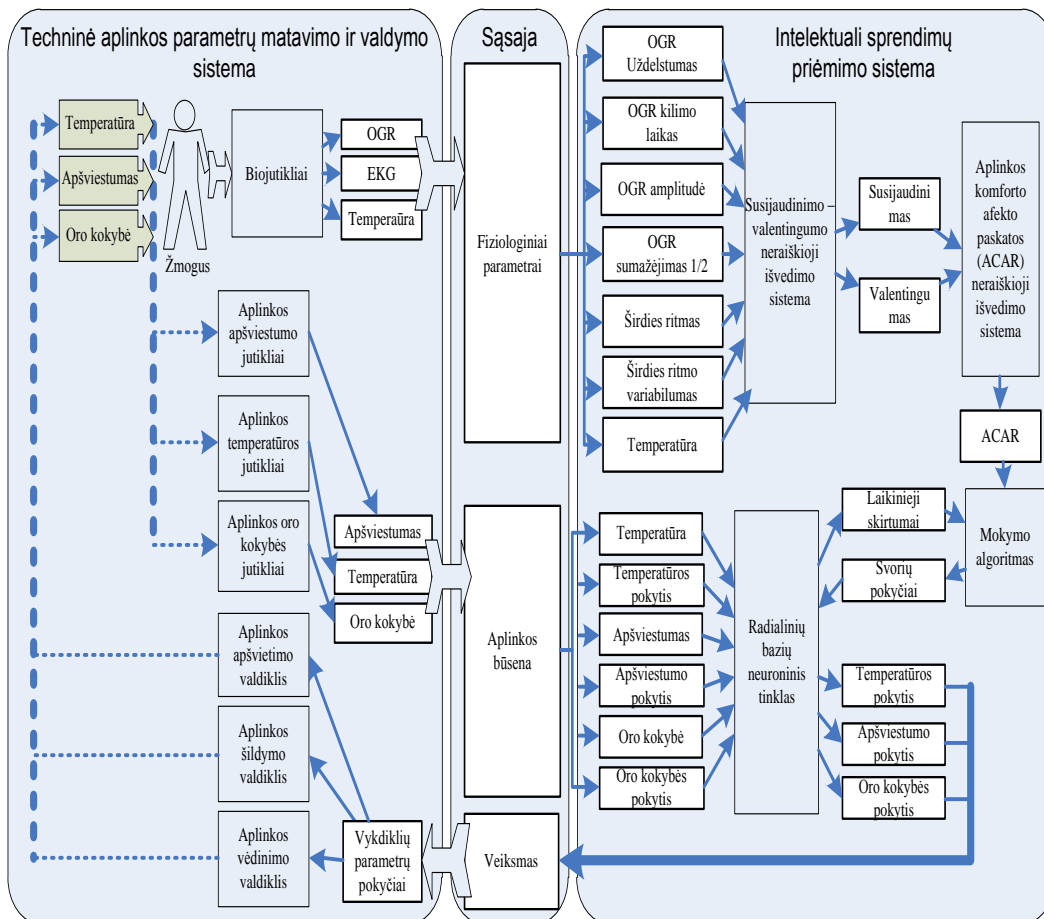 Techninė aplinkos parametrų matavimo ir valdymo
sistema
Temperatūra
Apšviestumas
Oro kokybė
Žmogus
Biojutikliai
OGR
EKG
Temperaūra
Aplinkos
apšviestumo
jutikliai
Aplinkos
temperatūros
jutikliai
Aplinkos oro
kokybės
jutikliai
Apšviestumas
Temperatūra
Oro kokybė
Aplinkos
apšvietimo
valdiklis
Aplinkos
šildymo
valdiklis
Aplinkos
vėdinimo
valdiklis
Vykdiklių
parametrų
pokyčiai
Sąsaja
Fiziologiniai
parametrai
Aplinkos
būsena
Veiksmas
Intelektuali sprendimų
priėmimo sistema
OGR
Uždelstumas
OGR kilimo
laikas
OGR amplitudė
OGR
sumažėjimas 1/2
Širdies ritmas
Širdies ritmo
variabilumas
Temperatūra
Susijaudinimo –
valentingumo
neraiškioji
išvedimo
sistema
Susijaudini
mas
Valentingu
mas
Aplinkos
komforto
afekto
paskatos
(ACAR)
neraiškioji
išvedimo
sistema
ACAR
Laikinieji
skirtumai
Svorių
pokyčiai
Mokymo
algoritmas
Temperatūra
Temperatūros
pokytis
Apšviestumas
Apšviestumo
pokytis
Oro kokybė
Oro kokybės
pokytis
Radialinių
bazių
neuroninis
tinklas
Temperatūros
pokytis
Apšviestumo
pokytis
Oro kokybės
pokytis